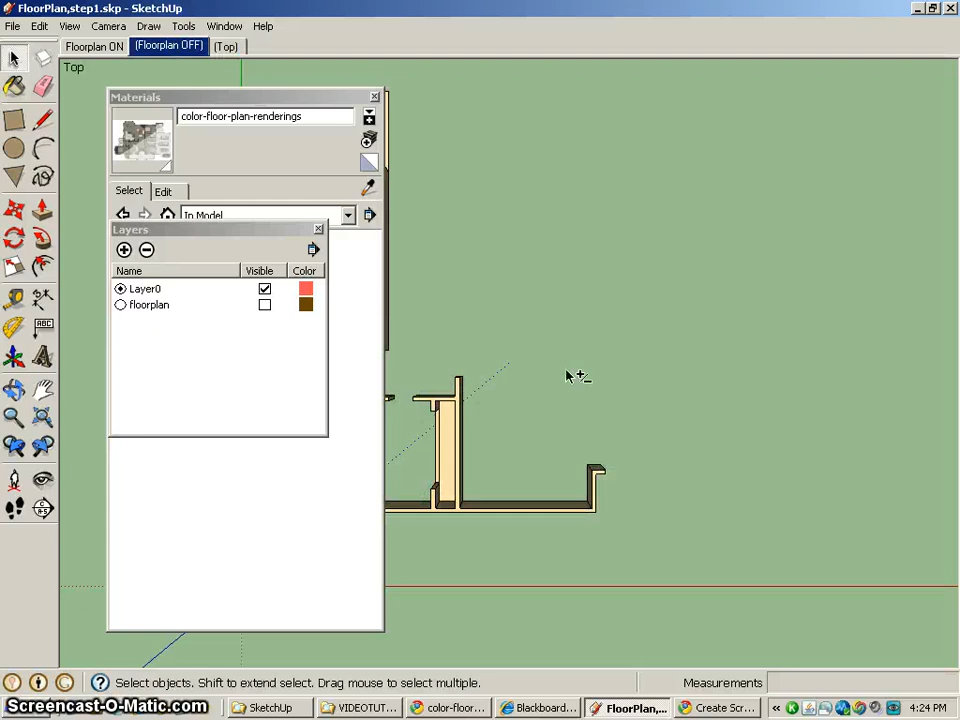 FloorPlan,step1.skp - SketchUp
File Edit View Camera Draw Tools Window Help
Floorplan ON (Floorplan OFF) (Top)
Top
Materials
color-floor-plan-renderings
Select Edit
In Model
Layers
Name Visible Color
Layer0
floorplan
ABC
Select objects. Shift to extend select. Drag mouse to select multiple. Measurements
Screencast-O-Matic.com SketchUp VIDEOTUT... color-floor... Blackboard... FloorPlan,... Create Scr... 4:24 PM